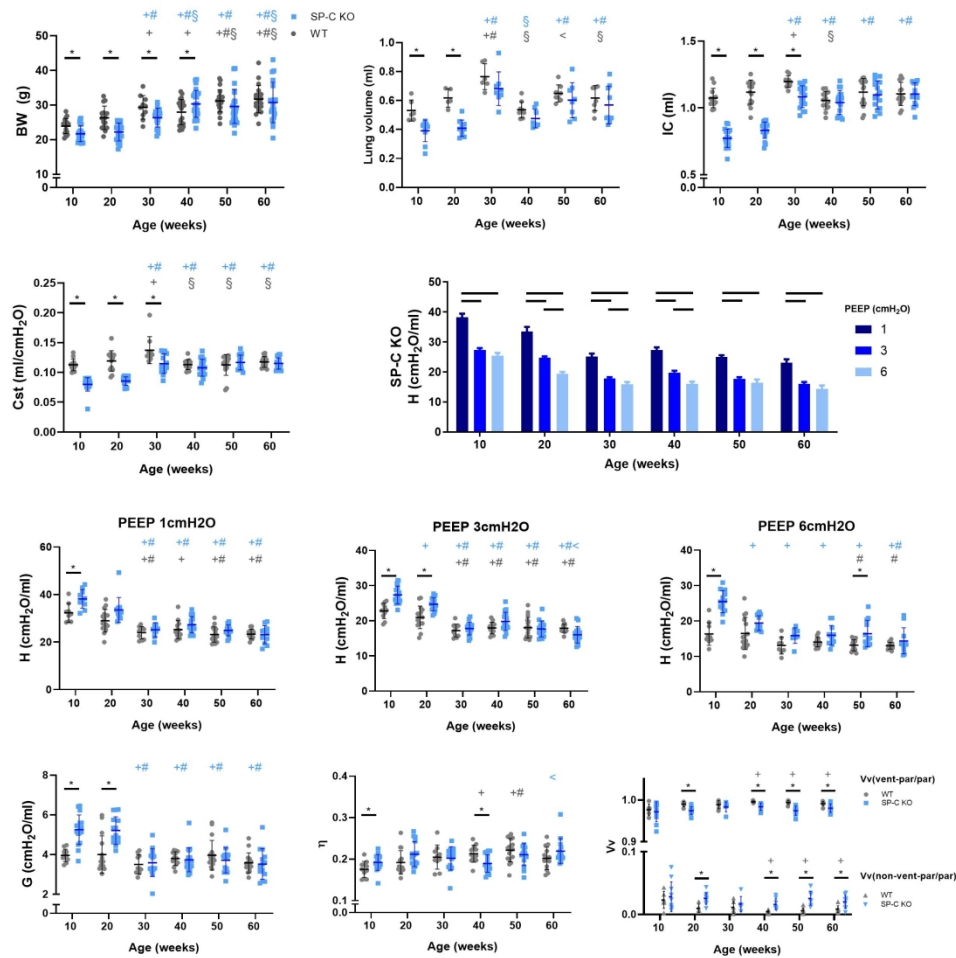 +# +#§ +# +#§
+ + +#§ +#§
SP-C KO
WT
* * * *
BW (g)
50
40
30
20
10
0
10 20 30 40 50 60
Age (weeks)
+# § +# +#
+# § < §
* *
Lung volume (ml)
1.0
0.8
0.6
0.4
0.2
0.0
10 20 30 40 50 60
Age (weeks)
+# +# +# +#
+ §
* * *
IC (ml)
1.5
1.0
0.5
0.0
10 20 30 40 50 60
Age (weeks)
+# +# +# +#
+ § § §
* * *
Cst (ml/cmH₂O)
0.25
0.20
0.15
0.10
0.05
0.00
10 20 30 40 50 60
Age (weeks)
SP-C KO
H (cmH₂O/ml)
50
40
30
20
10
0
10 20 30 40 50 60
Age (weeks)
PEEP (cmH₂O)
1
3
6
PEEP 1cmH2O
+# +# +# +#
+# + +# +#
*
H (cmH₂O/ml)
60
40
20
0
10 20 30 40 50 60
Age (weeks)
PEEP 3cmH2O
+ +# +# +# +#<
+# +# +# +#
* *
H (cmH₂O/ml)
40
30
20
10
0
10 20 30 40 50 60
Age (weeks)
PEEP 6cmH2O
+ + + + +#
# #
* *
H (cmH₂O/ml)
40
30
20
10
0
10 20 30 40 50 60
Age (weeks)
+# +# +# +#
* *
G (cmH₂O/ml)
8
6
4
2
0
10 20 30 40 50 60
Age (weeks)
<
+ +#
* *
η
0.4
0.3
0.2
0.1
0.0
10 20 30 40 50 60
Age (weeks)
+ + +
* * * *
Vv
1.00
0.9
0.1
0.0
+ + +
* * * *
10 20 30 40 50 60
Age (weeks)
Vv(vent-par/par)
WT
SP-C KO
Vv(non-vent-par/par)
WT
SP-C KO